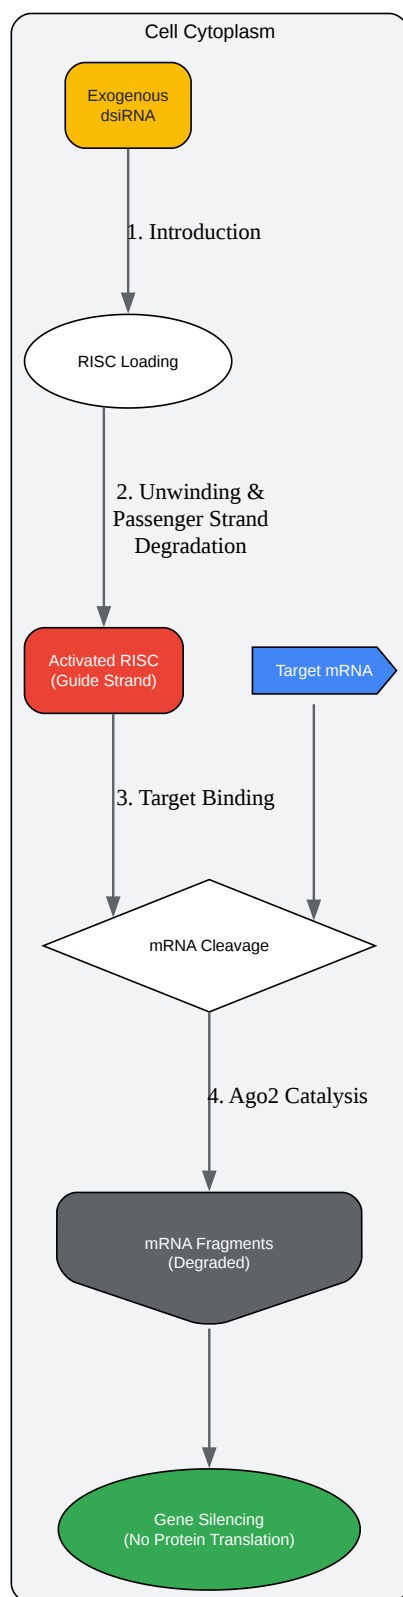 Cell Cytoplasm
Exogenous
dsiRNA
1. Introduction
RISC Loading
2. Unwinding &
Passenger Strand
Degradation
Activated RISC
(Guide Strand)
Target mRNA
3. Target Binding
mRNA Cleavage
4. Ago2 Catalysis
mRNA Fragments
(Degraded)
Gene Silencing
(No Protein Translation)